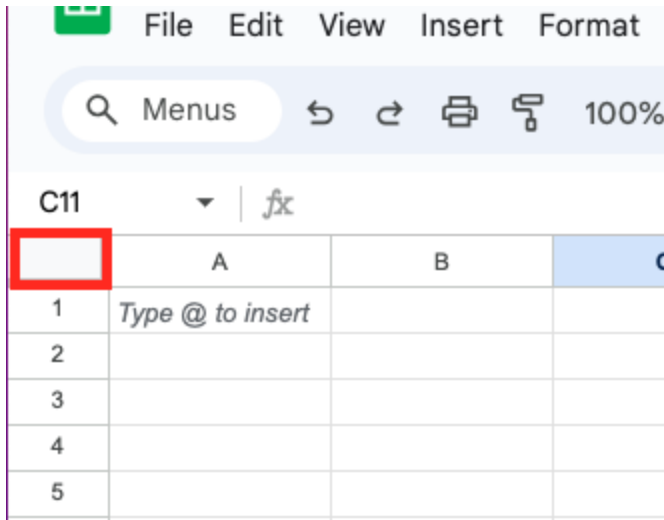 File Edit View Insert Format
Menus 100%
C11 fx
A B
1 Type @ to insert
2
3
4
5